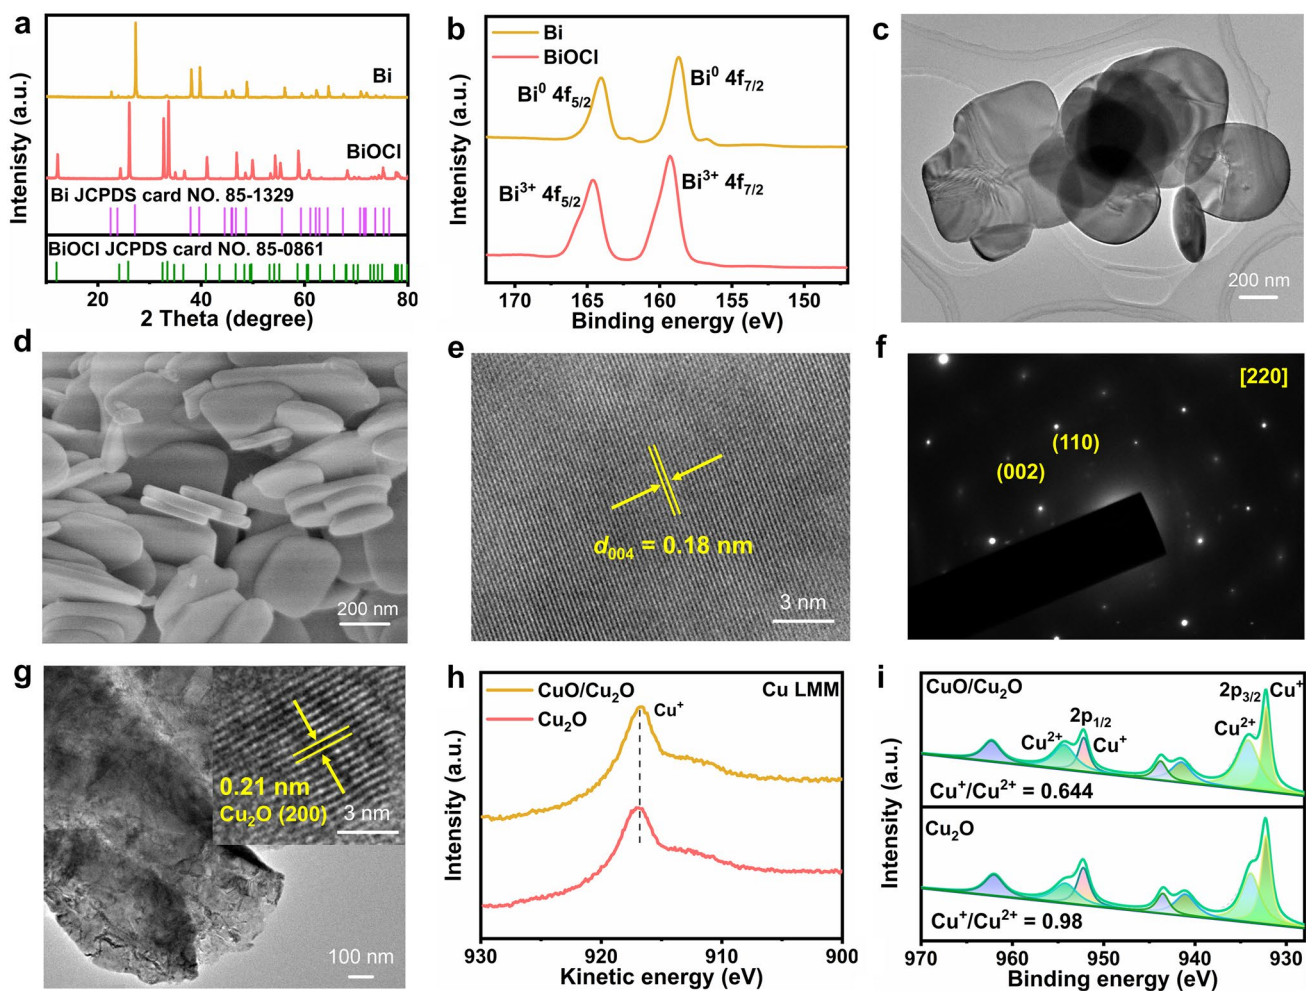 a
Intenisty (a.u.)
Bi
BiOCl
Bi JCPDS card NO. 85-1329
BiOCl JCPDS card NO. 85-0861
20 40 60 80
2 Theta (degree)
b
Intenisty (a.u.)
Bi
BiOCl
Bi⁰ 4f₅/₂
Bi⁰ 4f₇/₂
Bi³⁺ 4f₅/₂
Bi³⁺ 4f₇/₂
170 165 160 155 150
Binding energy (eV)
c
200 nm
d
200 nm
e
d₀₀₄ = 0.18 nm
3 nm
f
[220]
(110)
(002)
g
0.21 nm
Cu₂O (200)
3 nm
100 nm
h
Intensity (a.u.)
CuO/Cu₂O
Cu₂O
Cu LMM
Cu⁺
930 920 910 900
Kinetic energy (eV)
i
Intensity (a.u.)
CuO/Cu₂O
2p₃/₂ Cu⁺
2p₁/₂
Cu²⁺
Cu²⁺
Cu⁺
Cu⁺/Cu²⁺ = 0.644
Cu₂O
Cu⁺/Cu²⁺ = 0.98
970 960 950 940 930
Binding energy (eV)